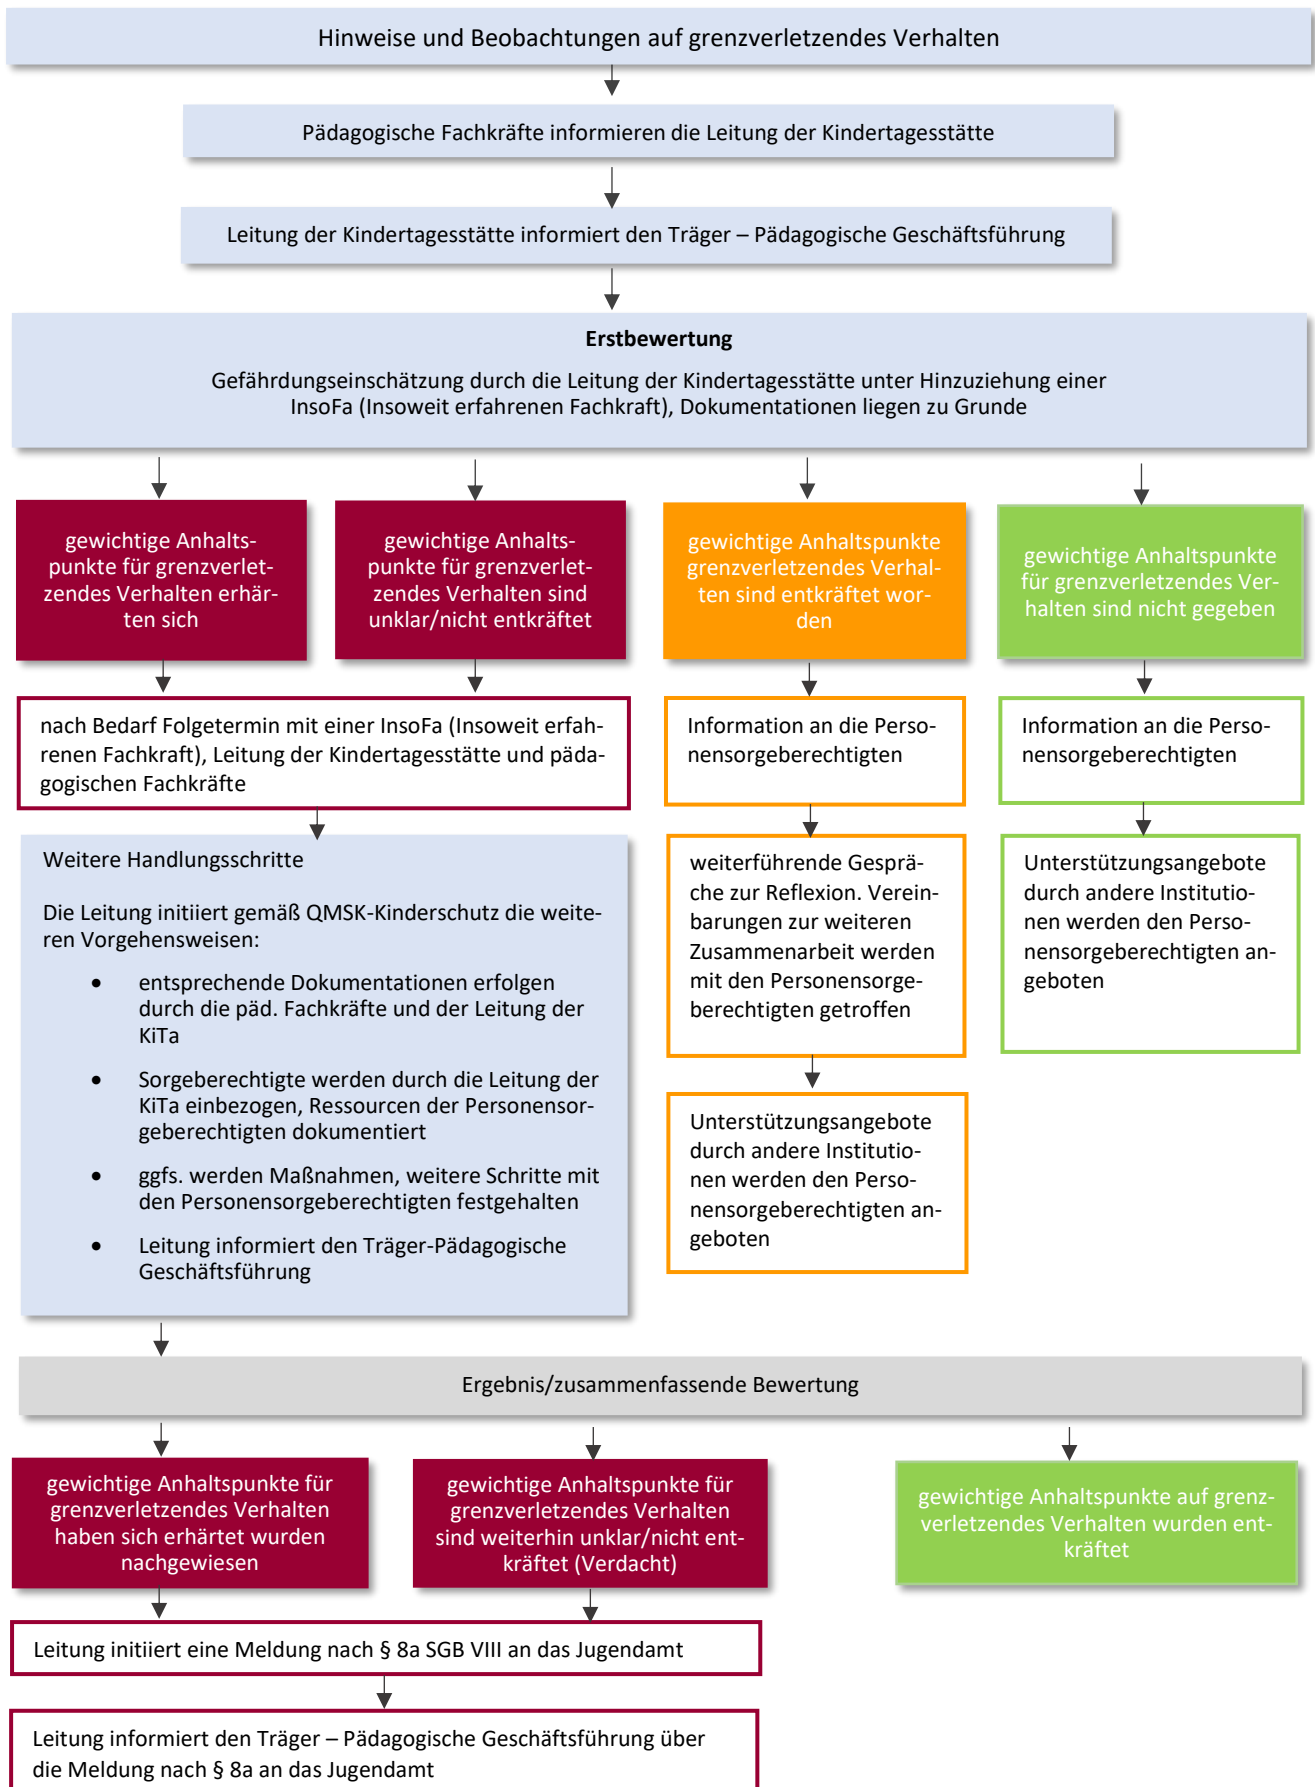 Hinweise und Beobachtungen auf grenzverletzendes Verhalten
Pädagogische Fachkräfte informieren die Leitung der Kindertagesstätte
Leitung der Kindertagesstätte informiert den Träger – Pädagogische Geschäftsführung
Erstbewertung
Gefährdungseinschätzung durch die Leitung der Kindertagesstätte unter Hinzuziehung einer
InsoFa (Insoweit erfahrenen Fachkraft), Dokumentationen liegen zu Grunde
gewichtige Anhalts-
punkte für grenzverlet-
zendes Verhalten erhär-
ten sich
gewichtige Anhalts-
punkte für grenzverlet-
zendes Verhalten sind
unklar/nicht entkräftet
gewichtige Anhaltspunkte
grenzverletzendes Verhal-
ten sind entkräftet wor-
den
gewichtige Anhaltspunkte
für grenzverletzendes Ver-
halten sind nicht gegeben
nach Bedarf Folgetermin mit einer InsoFa (Insoweit erfah-
renen Fachkraft), Leitung der Kindertagesstätte und päda-
gogischen Fachkräfte
Information an die Perso-
nensorgeberechtigten
Information an die Perso-
nensorgeberechtigten
Weitere Handlungsschritte
Die Leitung initiiert gemäß QMSK-Kinderschutz die weite-
ren Vorgehensweisen:
• entsprechende Dokumentationen erfolgen
durch die päd. Fachkräfte und der Leitung der
KiTa
• Sorgeberechtigte werden durch die Leitung der
KiTa einbezogen, Ressourcen der Personensor-
geberechtigten dokumentiert
• ggfs. werden Maßnahmen, weitere Schritte mit
den Personensorgeberechtigten festgehalten
• Leitung informiert den Träger-Pädagogische
Geschäftsführung
weiterführende Gesprä-
che zur Reflexion. Verein-
barungen zur weiteren
Zusammenarbeit werden
mit den Personensorge-
berechtigten getroffen
Unterstützungsangebote
durch andere Institutio-
nen werden den Perso-
nensorgeberechtigten an-
geboten
Unterstützungsangebote
durch andere Institutio-
nen werden den Perso-
nensorgeberechtigten an-
geboten
Ergebnis/zusammenfassende Bewertung
gewichtige Anhaltspunkte für
grenzverletzendes Verhalten
haben sich erhärtet wurden
nachgewiesen
gewichtige Anhaltspunkte für
grenzverletzendes Verhalten
sind weiterhin unklar/nicht ent-
kräftet (Verdacht)
gewichtige Anhaltspunkte auf grenz-
verletzendes Verhalten wurden ent-
kräftet
Leitung initiiert eine Meldung nach § 8a SGB VIII an das Jugendamt
Leitung informiert den Träger – Pädagogische Geschäftsführung über
die Meldung nach § 8a an das Jugendamt